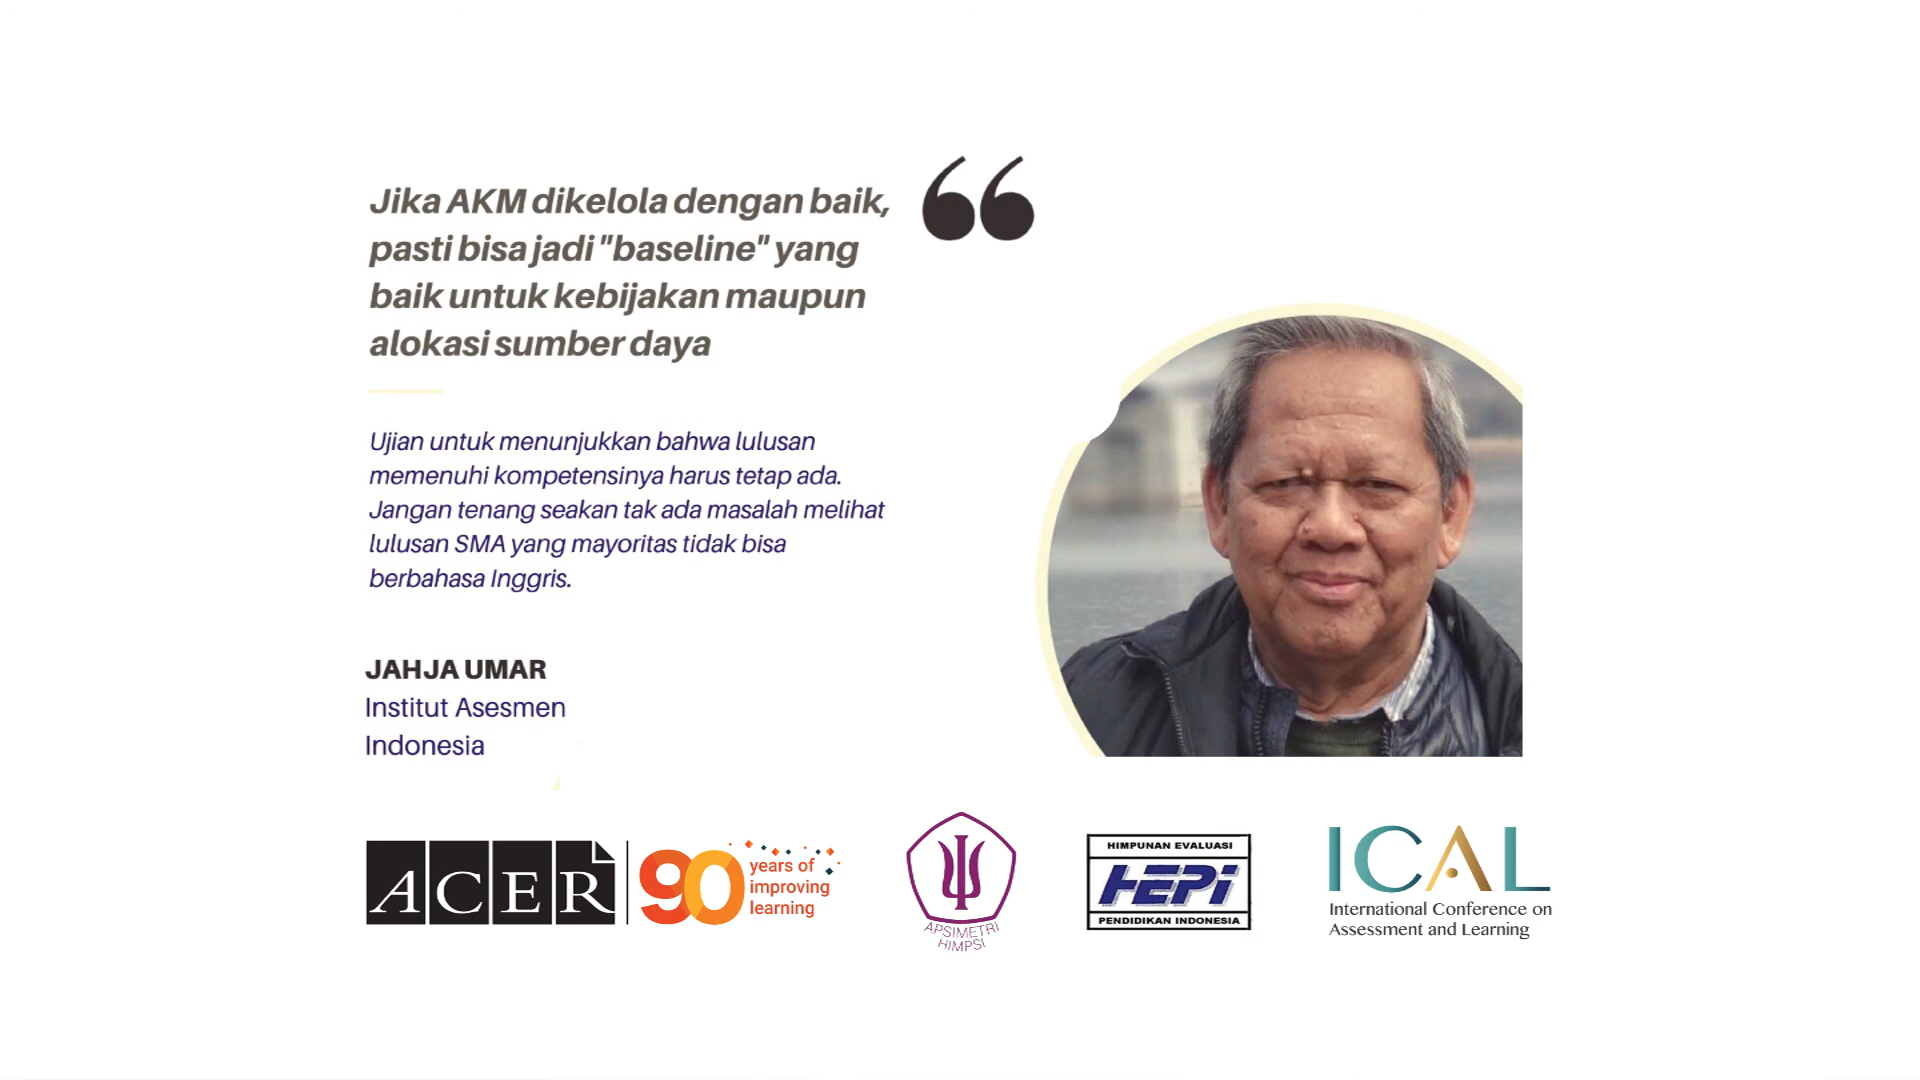 Jika AKM dikelola dengan baik,
pasti bisa jadi "baseline" yang
baik untuk kebijakan maupun
alokasi sumber daya
Ujian untuk menunjukkan bahwa lulusan
memenuhi kompetensinya harus tetap ada.
Jangan tenang seakan tak ada masalah melihat
lulusan SMA yang mayoritas tidak bisa
berbahasa Inggris.
JAHJA UMAR
Institut Asesmen
Indonesia
ACER
90
years of
improving
learning
APSIMETRI
HIMPSI
HIMPUNAN EVALUASI
HEPI
PENDIDIKAN INDONESIA
ICAL
International Conference on
Assessment and Learning